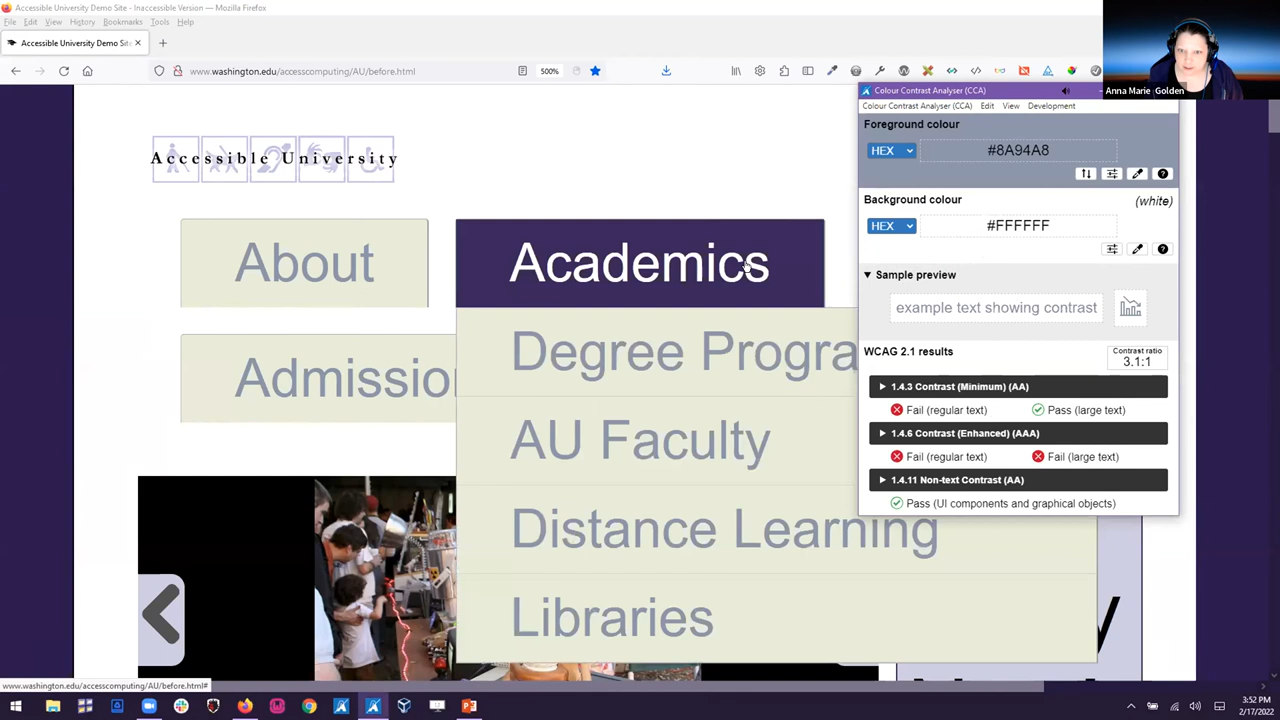 Accessible University Demo Site - Inaccessible Version — Mozilla Firefox
File Edit View History Bookmarks Tools Help
Accessible University Demo Sit
www.washington.edu/accesscomputing/AU/before.html
500%
Anna Marie Golden
Accessible University
About
Academics
Admissio
Degree Progra
AU Faculty
Distance Learning
Libraries
y
Colour Contrast Analyser (CCA)
Colour Contrast Analyser (CCA) Edit View Development
Foreground colour
HEX
#8A94A8
Background colour
(white)
HEX
#FFFFFF
Sample preview
example text showing contrast
WCAG 2.1 results
Contrast ratio
3.1:1
1.4.3 Contrast (Minimum) (AA)
Fail (regular text) Pass (large text)
1.4.6 Contrast (Enhanced) (AAA)
Fail (regular text) Fail (large text)
1.4.11 Non-text Contrast (AA)
Pass (UI components and graphical objects)
www.washington.edu/accesscomputing/AU/before.html#
3:52 PM
2/17/2022